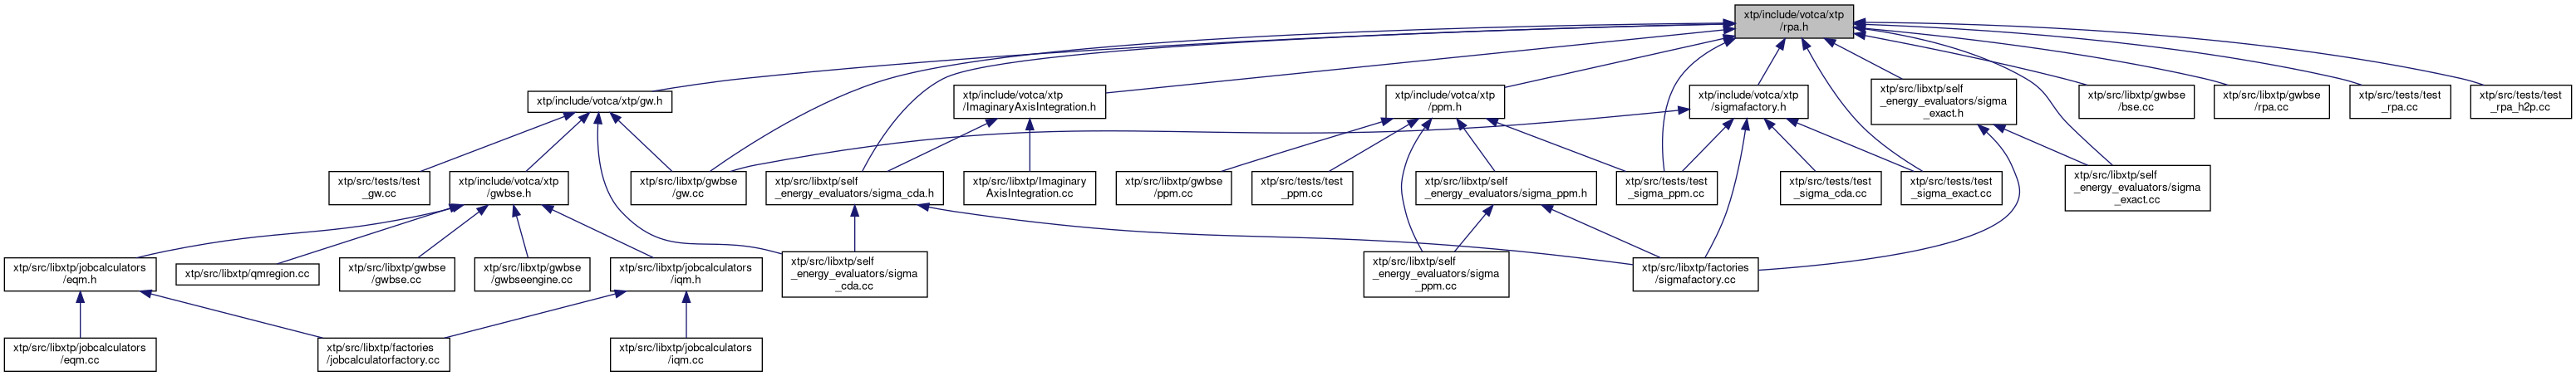 xtp/include/votca/xtp
/rpa.h
xtp/include/votca/xtp/gw.h
xtp/include/votca/xtp
/ImaginaryAxisIntegration.h
xtp/include/votca/xtp
/ppm.h
xtp/include/votca/xtp
/sigmafactory.h
xtp/src/libxtp/self
_energy_evaluators/sigma
_exact.h
xtp/src/libxtp/gwbse
/bse.cc
xtp/src/libxtp/gwbse
/rpa.cc
xtp/src/tests/test
_rpa.cc
xtp/src/tests/test
_rpa_h2p.cc
xtp/src/tests/test
_gw.cc
xtp/include/votca/xtp
/gwbse.h
xtp/src/libxtp/gwbse
/gw.cc
xtp/src/libxtp/self
_energy_evaluators/sigma_cda.h
xtp/src/libxtp/Imaginary
AxisIntegration.cc
xtp/src/libxtp/gwbse
/ppm.cc
xtp/src/tests/test
_ppm.cc
xtp/src/libxtp/self
_energy_evaluators/sigma_ppm.h
xtp/src/tests/test
_sigma_ppm.cc
xtp/src/tests/test
_sigma_cda.cc
xtp/src/tests/test
_sigma_exact.cc
xtp/src/libxtp/self
_energy_evaluators/sigma
_exact.cc
xtp/src/libxtp/jobcalculators
/eqm.h
xtp/src/libxtp/qmregion.cc
xtp/src/libxtp/gwbse
/gwbse.cc
xtp/src/libxtp/gwbse
/gwbseengine.cc
xtp/src/libxtp/jobcalculators
/iqm.h
xtp/src/libxtp/self
_energy_evaluators/sigma
_cda.cc
xtp/src/libxtp/self
_energy_evaluators/sigma
_ppm.cc
xtp/src/libxtp/factories
/sigmafactory.cc
xtp/src/libxtp/jobcalculators
/eqm.cc
xtp/src/libxtp/factories
/jobcalculatorfactory.cc
xtp/src/libxtp/jobcalculators
/iqm.cc